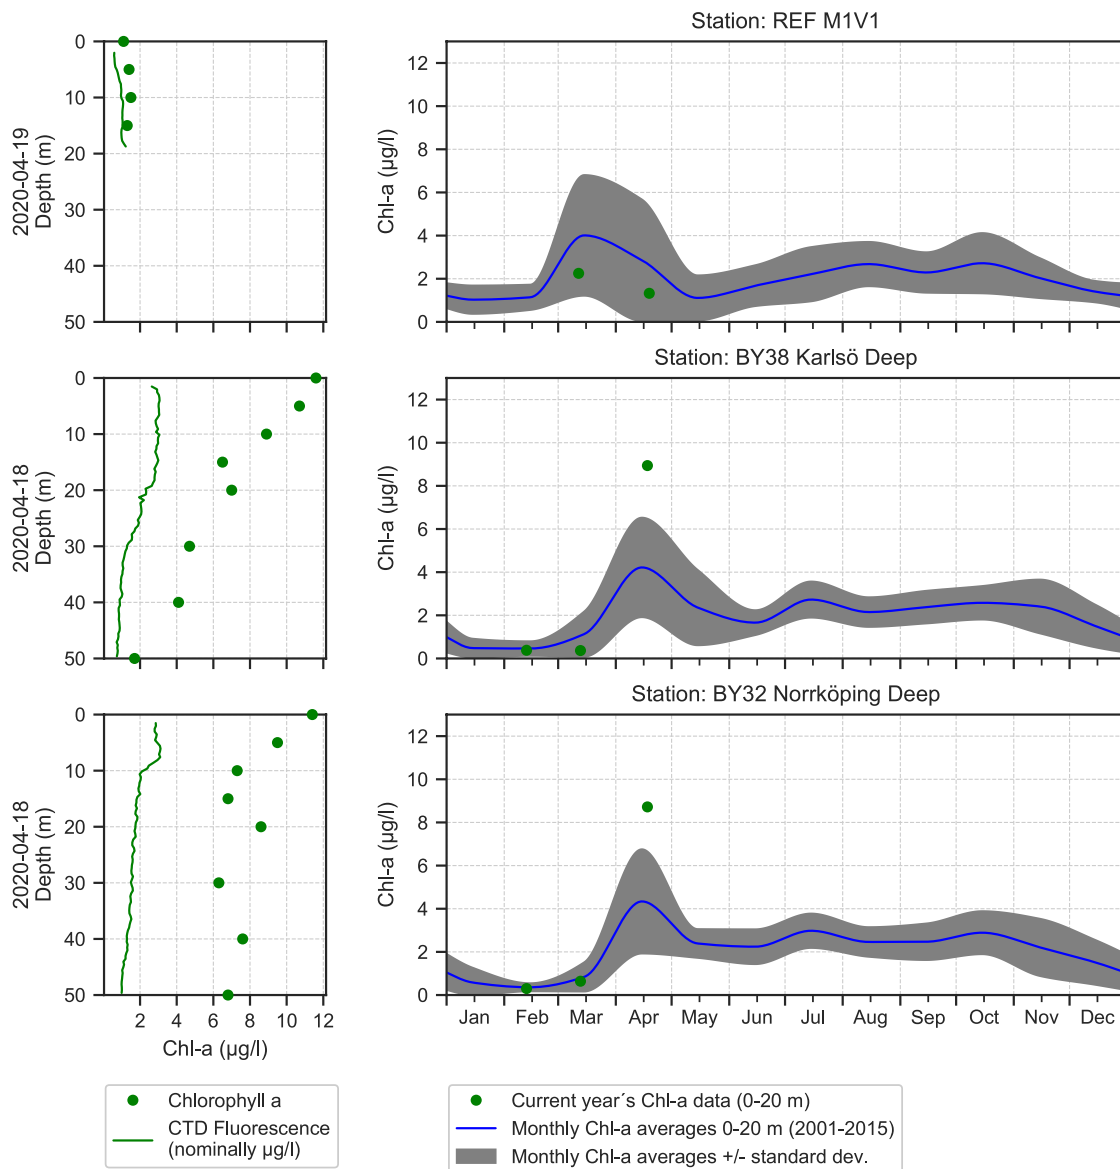 Station: REF M1V1
0
10
20
30
40
50
2020-04-19
Depth (m)
12
10
8
6
4
2
0
Chl-a (µg/l)
Station: BY38 Karlsö Deep
0
10
20
30
40
50
2020-04-18
Depth (m)
12
10
8
6
4
2
0
Chl-a (µg/l)
Station: BY32 Norrköping Deep
0
10
20
30
40
50
2020-04-18
Depth (m)
2 4 6 8 10 12
Chl-a (µg/l)
12
10
8
6
4
2
0
Chl-a (µg/l)
Jan Feb Mar Apr May Jun Jul Aug Sep Oct Nov Dec
Chlorophyll a
CTD Fluorescence
(nominally µg/l)
Current year´s Chl-a data (0-20 m)
Monthly Chl-a averages 0-20 m (2001-2015)
Monthly Chl-a averages +/- standard dev.